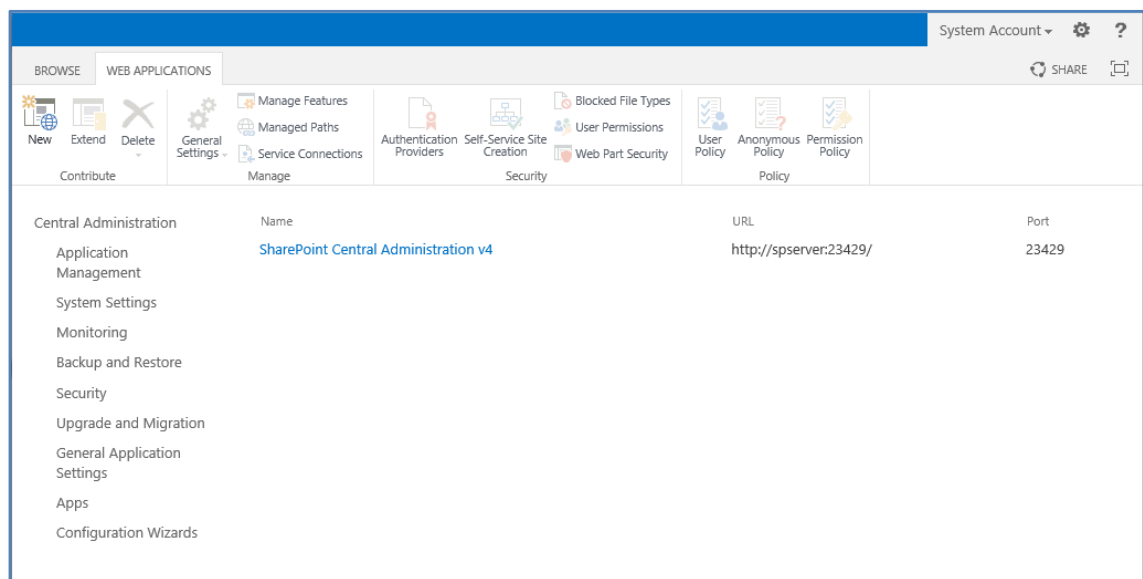 System Account ?
BROWSE WEB APPLICATIONS SHARE
New
Extend
Delete
General
Settings
Manage Features
Managed Paths
Service Connections
Authentication
Providers
Self-Service Site
Creation
Blocked File Types
User Permissions
Web Part Security
User
Policy
Anonymous
Policy
Permission
Policy
Contribute Manage Security Policy
Central Administration
Application
Management
System Settings
Monitoring
Backup and Restore
Security
Upgrade and Migration
General Application
Settings
Apps
Configuration Wizards
Name URL Port
SharePoint Central Administration v4 http://spserver:23429/ 23429